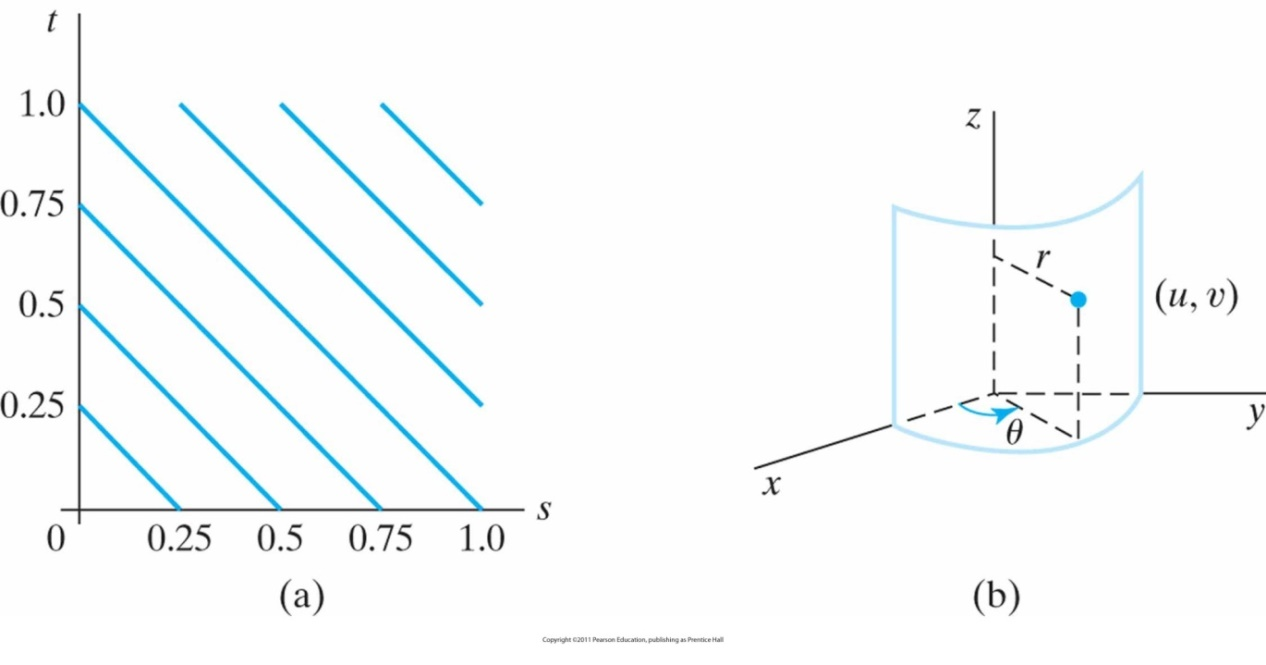 t
1.0
0.75
0.5
0.25
0
0.25
0.5
0.75
1.0
s
(a)
z
r
(u, v)
θ
y
x
(b)
Copyright ©2011 Pearson Education, publishing as Prentice Hall